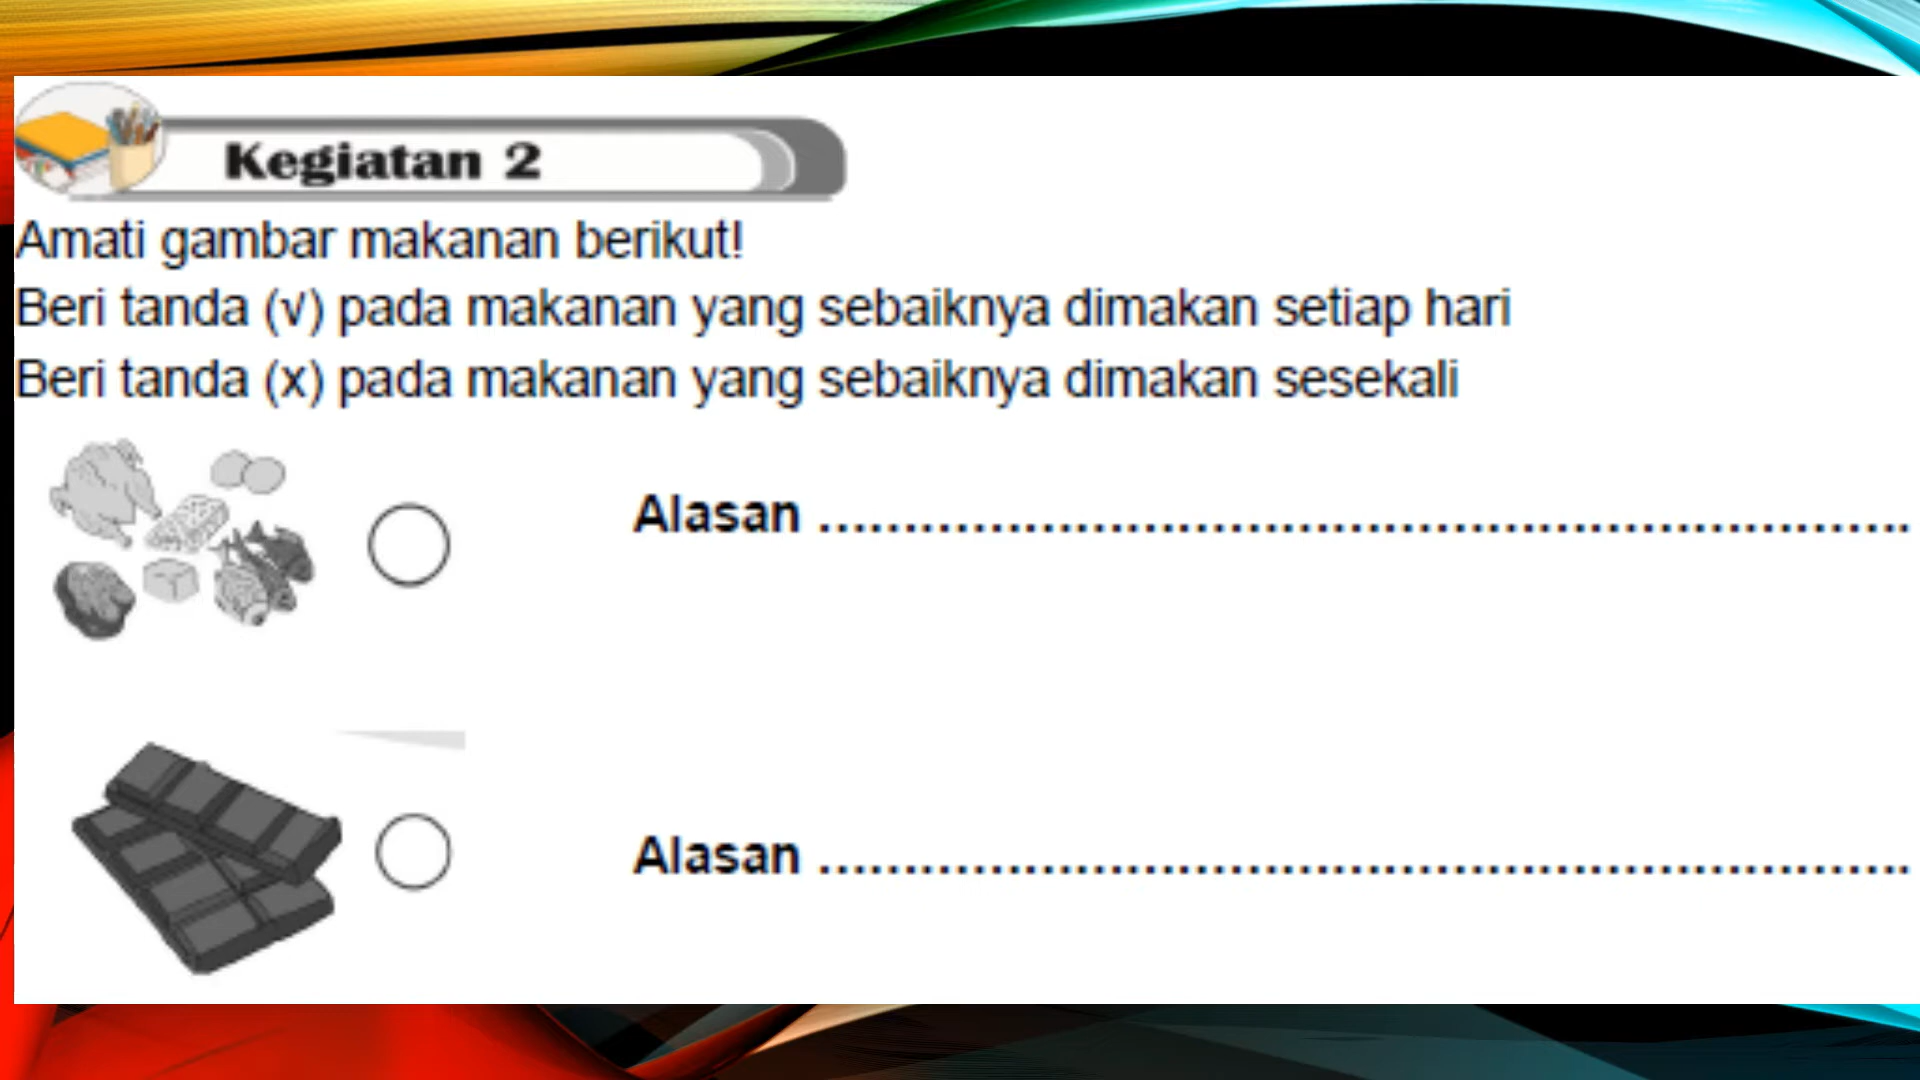 Kegiatan 2
Amati gambar makanan berikut!
Beri tanda (v) pada makanan yang sebaiknya dimakan setiap hari
Beri tanda (x) pada makanan yang sebaiknya dimakan sesekali
Alasan ...............................................................
Alasan ...............................................................